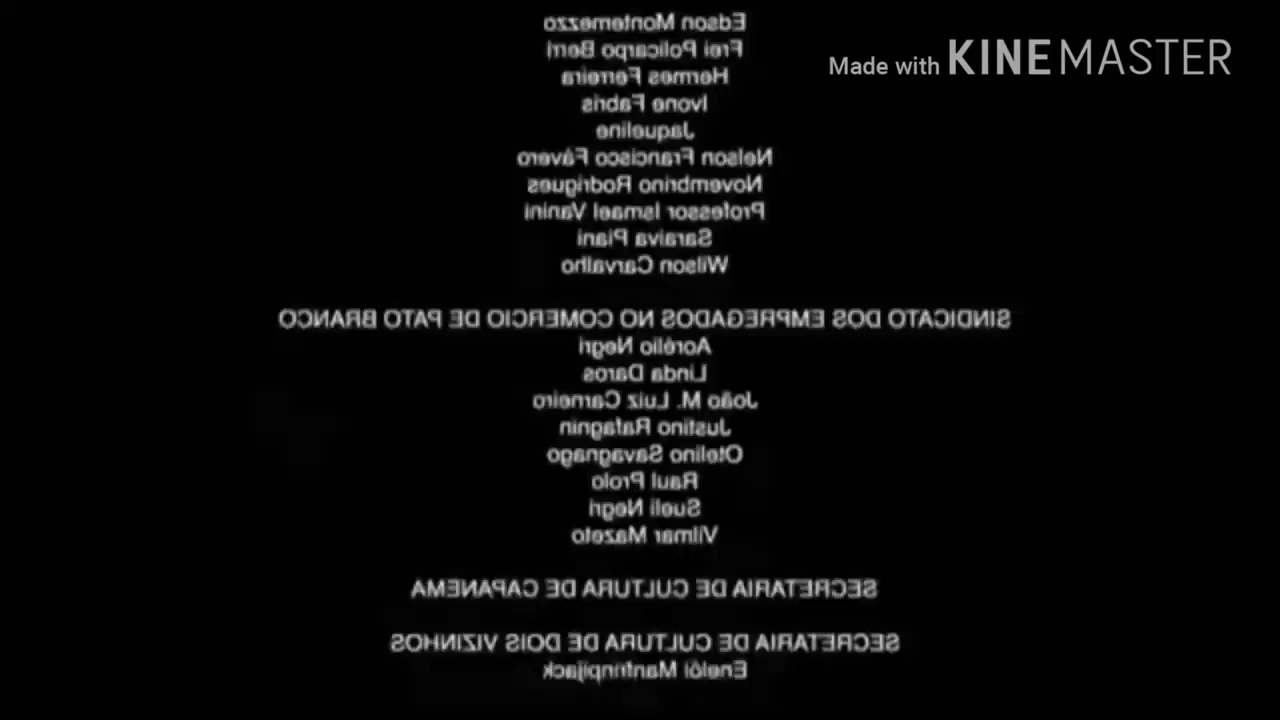 Made with KINEMASTER
Edson Montemezzo
Frei Policarpo Berri
Hermes Ferreira
Ivone Fabris
Jaqueline
Nelson Francisco Fávero
Novembrino Rodrigues
Professor Ismael Vanini
Saraiva Piani
Wilson Carvalho
SINDICATO DOS EMPREGADOS NO COMERCIO DE PATO BRANCO
Aorélio Negri
Linda Daros
João M. Luiz Carneiro
Justino Rafagnin
Otelino Savagnago
Raul Prolo
Sueli Negri
Vilmar Mazeto
SECRETARIA DE CULTURA DE CAPANEMA
SECRETARIA DE CULTURA DE DOIS VIZINHOS
Enelói Manfrinpijack